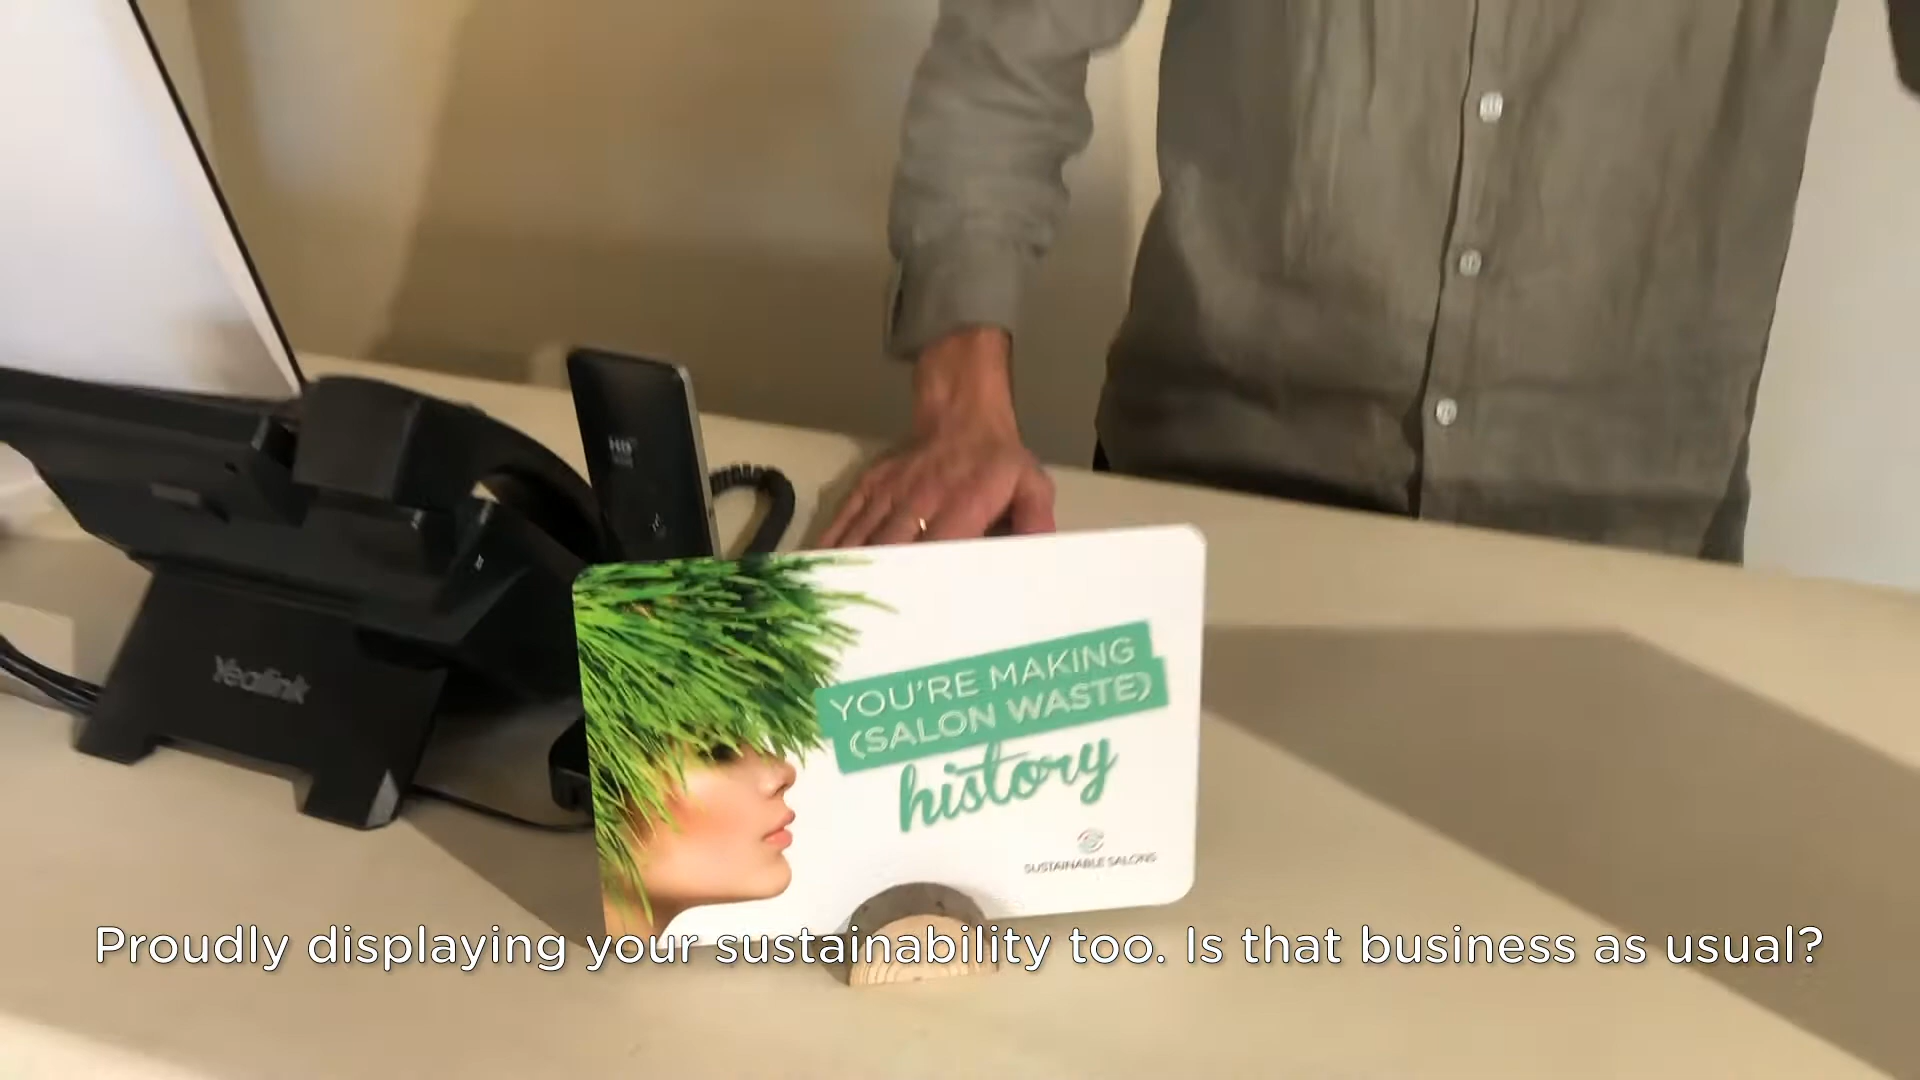 Yealink
YOU'RE MAKING
(SALON WASTE)
history
SUSTAINABLE SALONS
Proudly displaying your sustainability too. Is that business as usual?